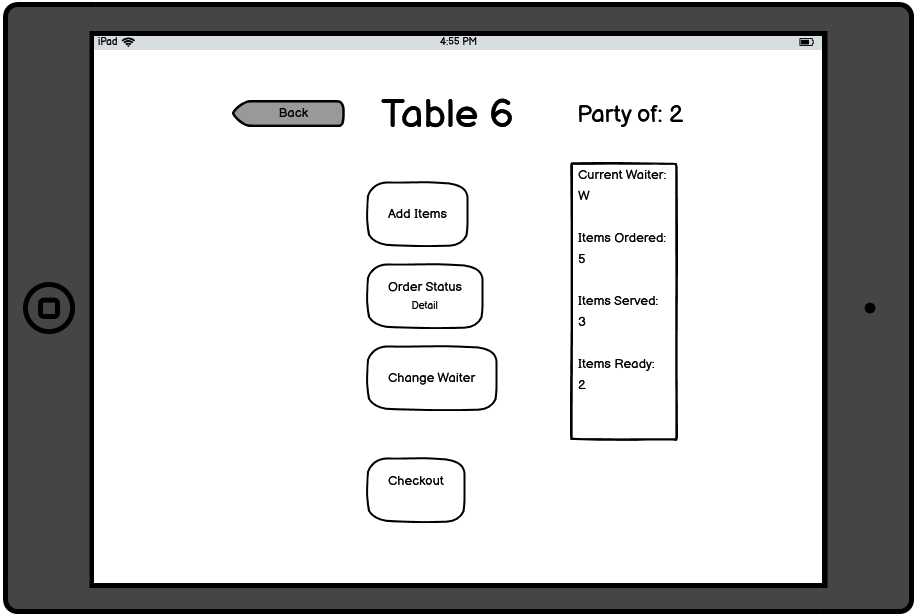 iPad
4:55 PM
Back
Table 6
Party of: 2
Add Items
Order Status
Detail
Change Waiter
Checkout
Current Waiter:
W
Items Ordered:
5
Items Served:
3
Items Ready:
2